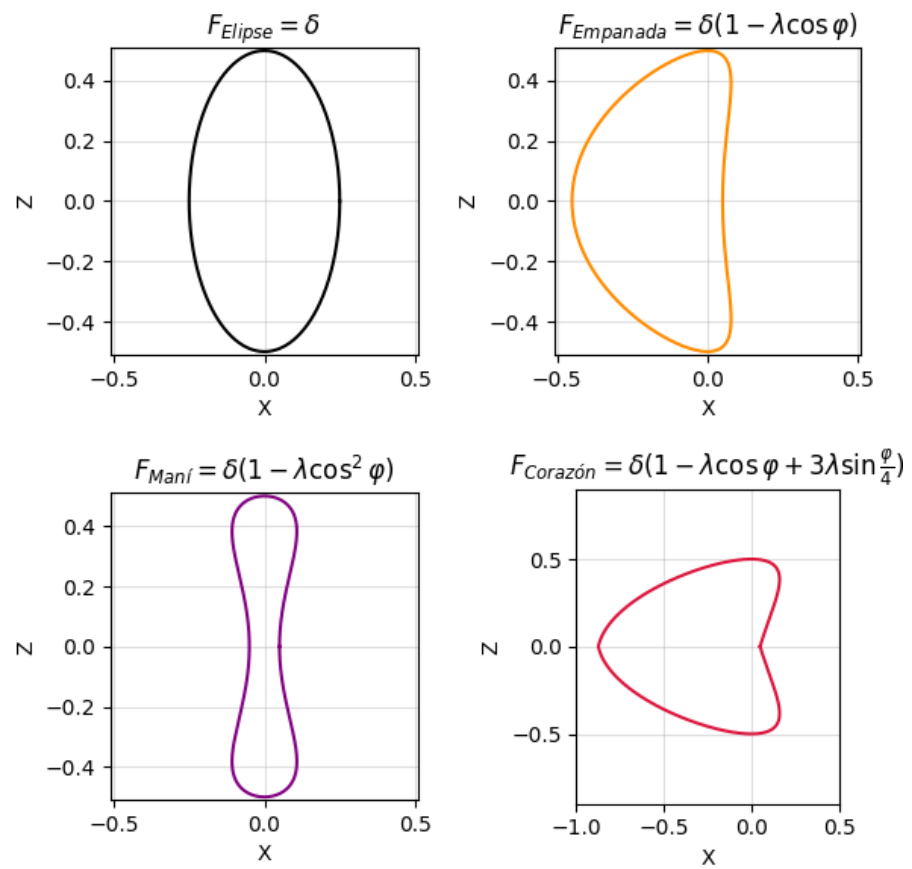 F_Elipse = δ
0.4
0.2
0.0
−0.2
−0.4
Z
−0.5 0.0 0.5
X
F_Empanada = δ(1 − λcos φ)
0.4
0.2
0.0
−0.2
−0.4
Z
−0.5 0.0 0.5
X
F_Maní = δ(1 − λcos² φ)
0.4
0.2
0.0
−0.2
−0.4
Z
−0.5 0.0 0.5
X
F_Corazón = δ(1 − λcos φ + 3λsin φ/4)
0.5
0.0
−0.5
Z
−1.0 −0.5 0.0 0.5
X